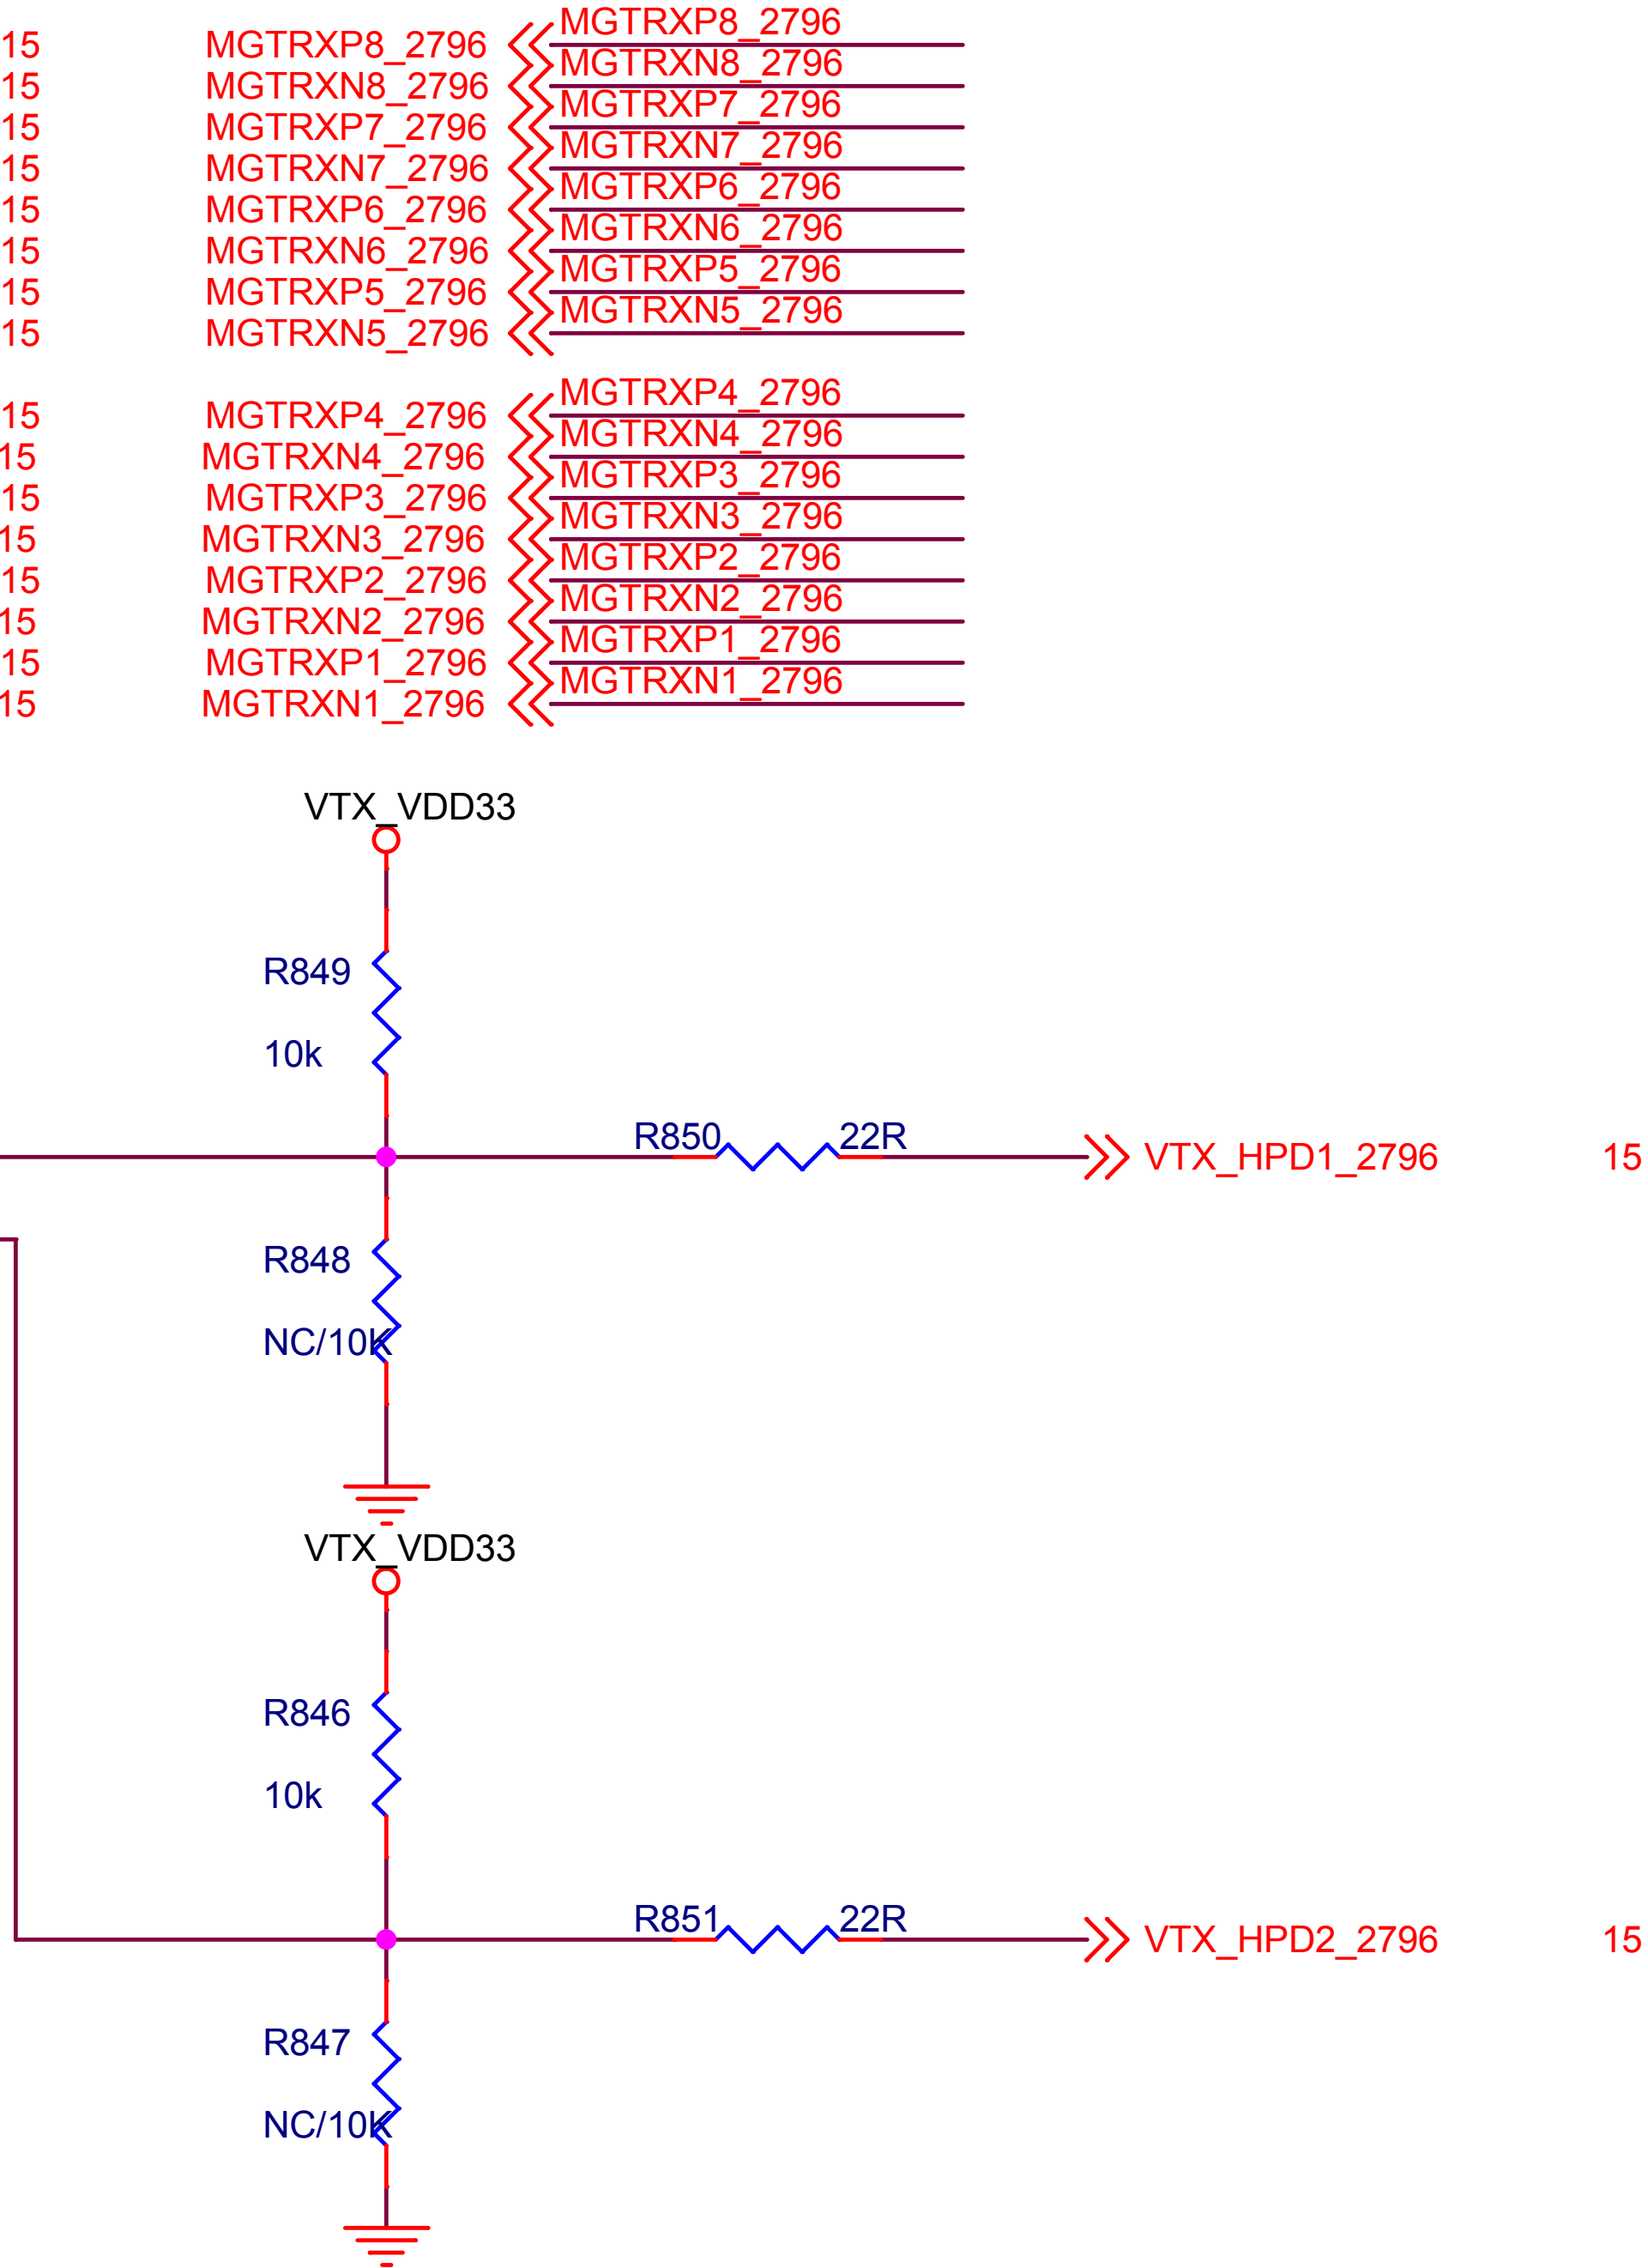 MGTRXP8_2796
15 MGTRXP8_2796
MGTRXN8_2796
15 MGTRXN8_2796
MGTRXP7_2796
15 MGTRXP7_2796
MGTRXN7_2796
15 MGTRXN7_2796
MGTRXP6_2796
15 MGTRXP6_2796
MGTRXN6_2796
15 MGTRXN6_2796
MGTRXP5_2796
15 MGTRXP5_2796
MGTRXN5_2796
15 MGTRXN5_2796
MGTRXP4_2796
15 MGTRXP4_2796
MGTRXN4_2796
15 MGTRXN4_2796
MGTRXP3_2796
15 MGTRXP3_2796
MGTRXN3_2796
15 MGTRXN3_2796
MGTRXP2_2796
15 MGTRXP2_2796
MGTRXN2_2796
15 MGTRXN2_2796
MGTRXP1_2796
15 MGTRXP1_2796
MGTRXN1_2796
15 MGTRXN1_2796
VTX_VDD33
R849
10k
R850 22R
VTX_HPD1_2796 15
R848
NC/10K
VTX_VDD33
R846
10k
R851 22R
VTX_HPD2_2796 15
R847
NC/10K